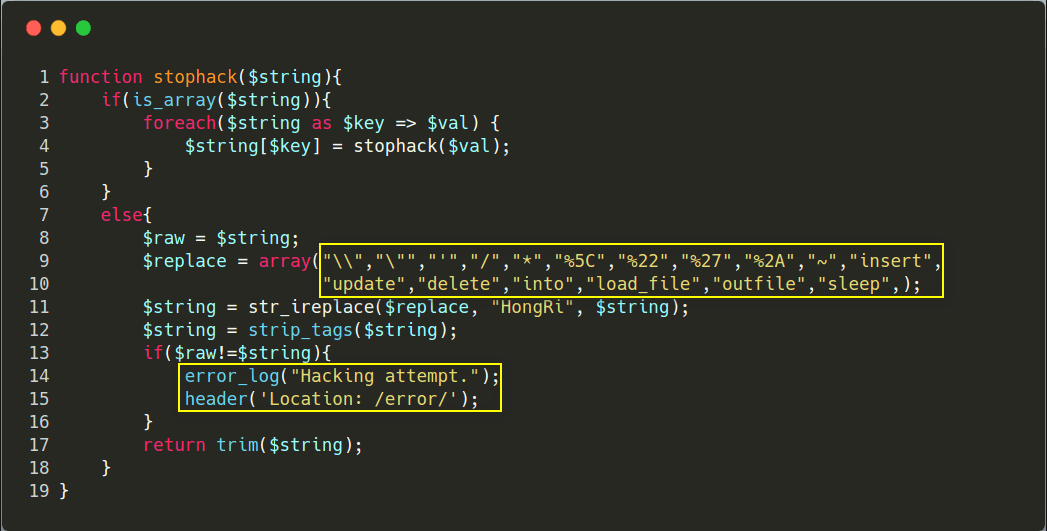 1 function stophack($string){
2     if(is_array($string)){
3         foreach($string as $key => $val) {
4             $string[$key] = stophack($val);
5         }
6     }
7     else{
8         $raw = $string;
9         $replace = array("\\","\"","'","/","*","%5C","%22","%27","%2A","~","insert",
10                          "update","delete","into","load_file","outfile","sleep",);
11         $string = str_ireplace($replace, "HongRi", $string);
12         $string = strip_tags($string);
13         if($raw!=$string){
14             error_log("Hacking attempt.");
15             header('Location: /error/');
16         }
17         return trim($string);
18     }
19 }